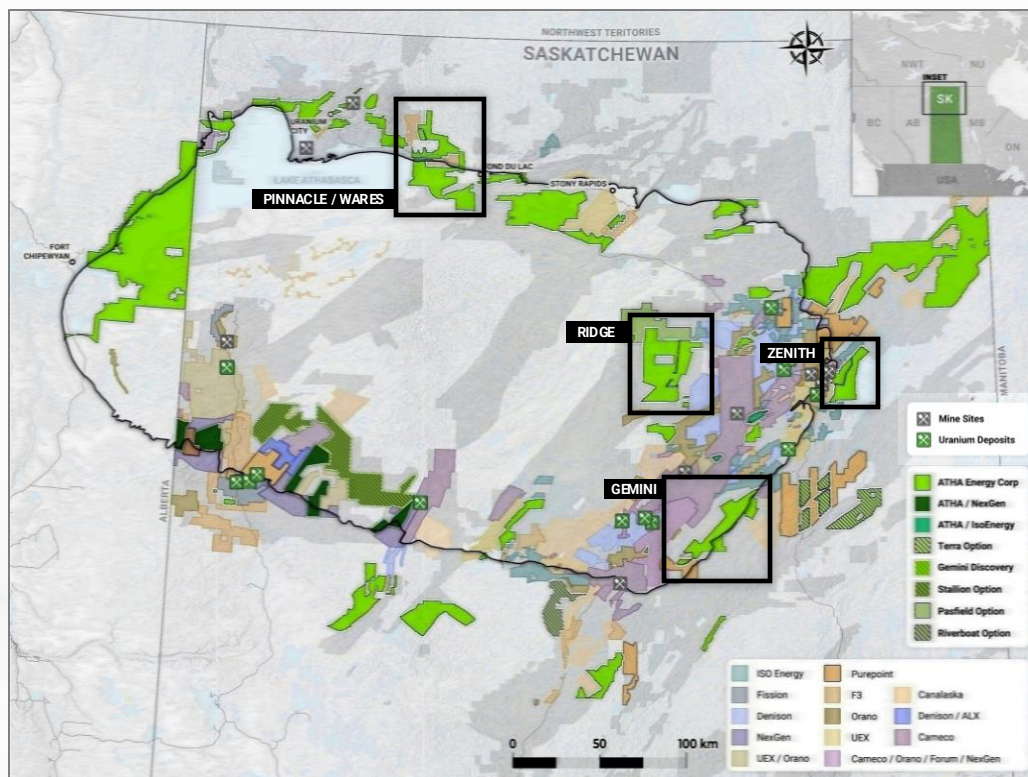 NORTHWEST TERITORIES
SASKATCHEWAN
NWT
NU
INSET
SK
BC
AB
MB
ON
USA
URANIUM
CITY
LAKE ATHABASCA
OND DU LAC
STONY RAPIDS
PINNACLE / WARES
FORT
CHIPEWYAN
RIDGE
ZENITH
MANITOBA
GEMINI
ALBERTA
Mine Sites
Uranium Deposits
ATHA Energy Corp
ATHA / NexGen
ATHA / IsoEnergy
Terra Option
Gemini Discovery
Stallion Option
Pasfield Option
Riverboat Option
ISO Energy
Purepoint
Fission
F3
Canalaska
Denison
Orano
Denison / ALX
NexGen
UEX
Cameco
UEX / Orano
Cameco / Orano / Forum / NexGen
0 50 100 km